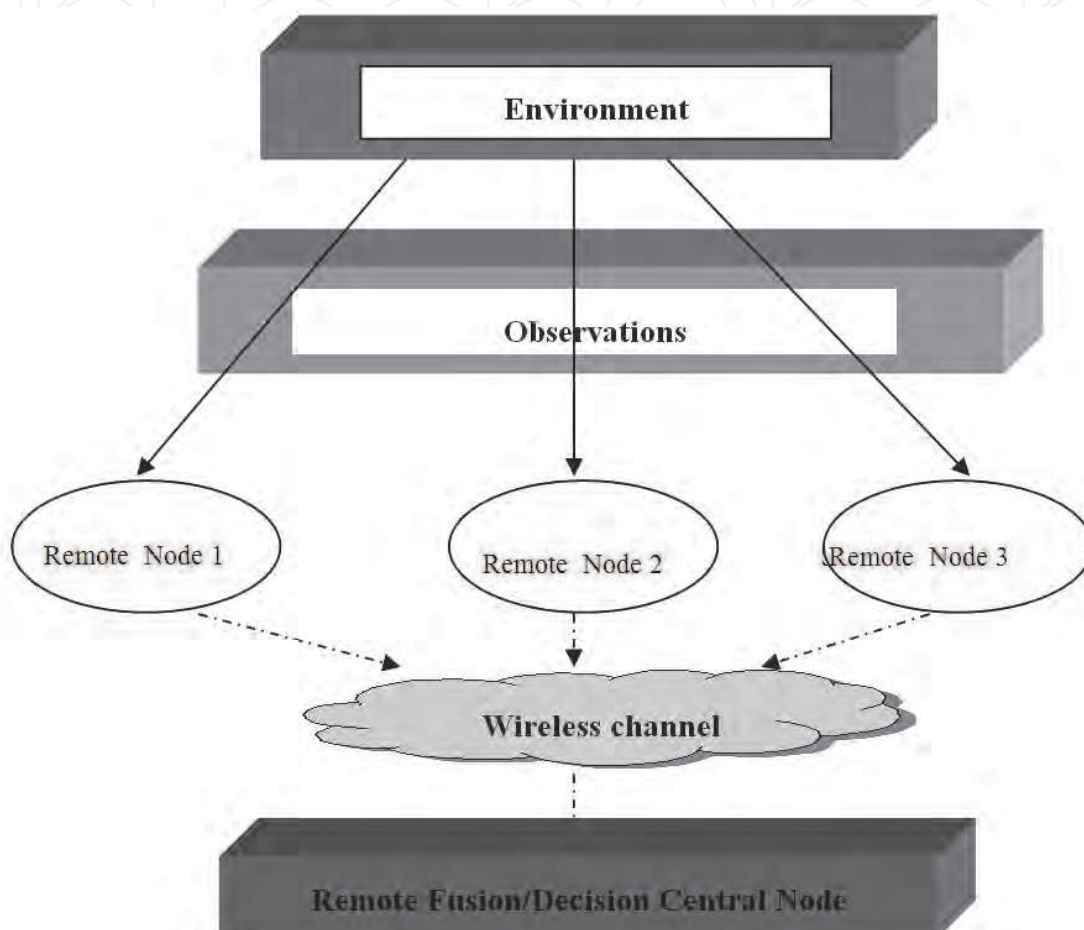 Environment
Observations
Remote Node 1
Remote Node 2
Remote Node 3
Wireless channel
Remote Fusion/Decision Central Node